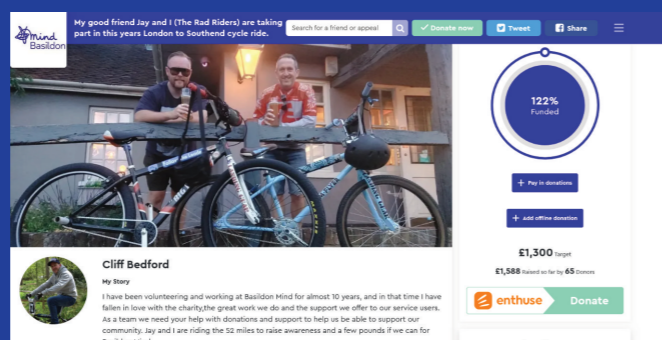 mind
Basildon
My good friend Jay and I (The Rad Riders) are taking
part in this years London to Southend cycle ride.
Search for a friend or appeal
Donate now
Tweet
Share
122%
Funded
+ Pay in donations
+ Add offline donation
£1,300 Target
£1,588 Raised so far by 65 Donors
enthuse
Donate
Cliff Bedford
My Story
I have been volunteering and working at Basildon Mind for almost 10 years, and in that time I have
fallen in love with the charity,the great work we do and the support we offer to our service users.
As a team we need your help with donations and support to help us be able to support our
community. Jay and I are riding the 52 miles to raise awareness and a few pounds if we can for